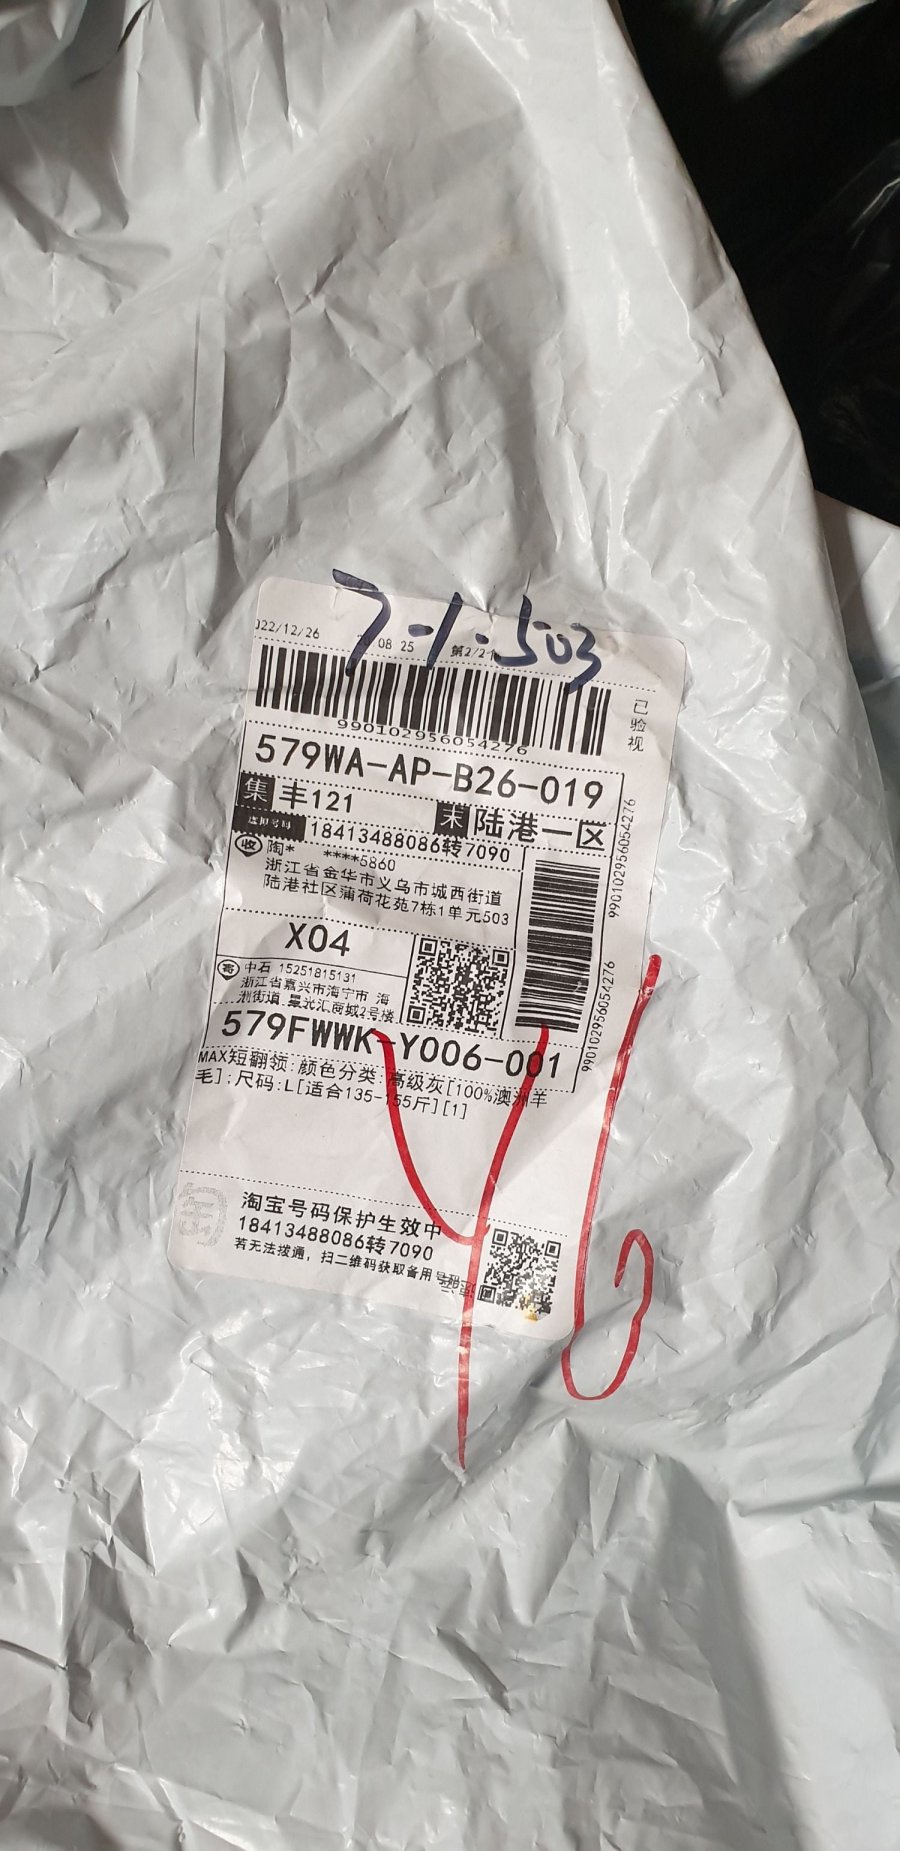 7-1-503
022/12/26 08 25 第2/2个
已验视
990102956054276
579WA-AP-B26-019
集 丰121 末 陆港一区
虚拟号码 18413488086转7090
收 陶* ****5860
浙江省金华市义乌市城西街道
陆港社区蒲荷花苑7栋1单元503
990102956054276
X04
寄 中石 15251815131
浙江省嘉兴市海宁市 海
洲街道 晨光汇商城2号楼
990102956054276
579FWWK-Y006-001
MAX短翻领:颜色分类:高级灰[100%澳洲羊
毛];尺码:L[适合135-155斤][1]
淘宝号码保护生效中
18413488086转7090
若无法拨通，扫二维码获取备用号码